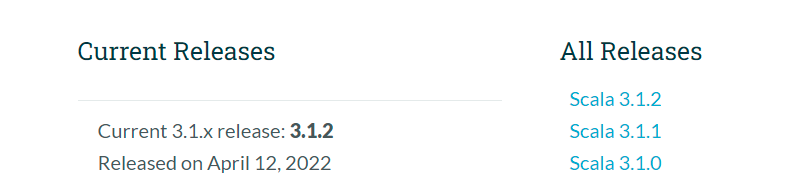 Current Releases
Current 3.1.x release: 3.1.2
Released on April 12, 2022
All Releases
Scala 3.1.2
Scala 3.1.1
Scala 3.1.0